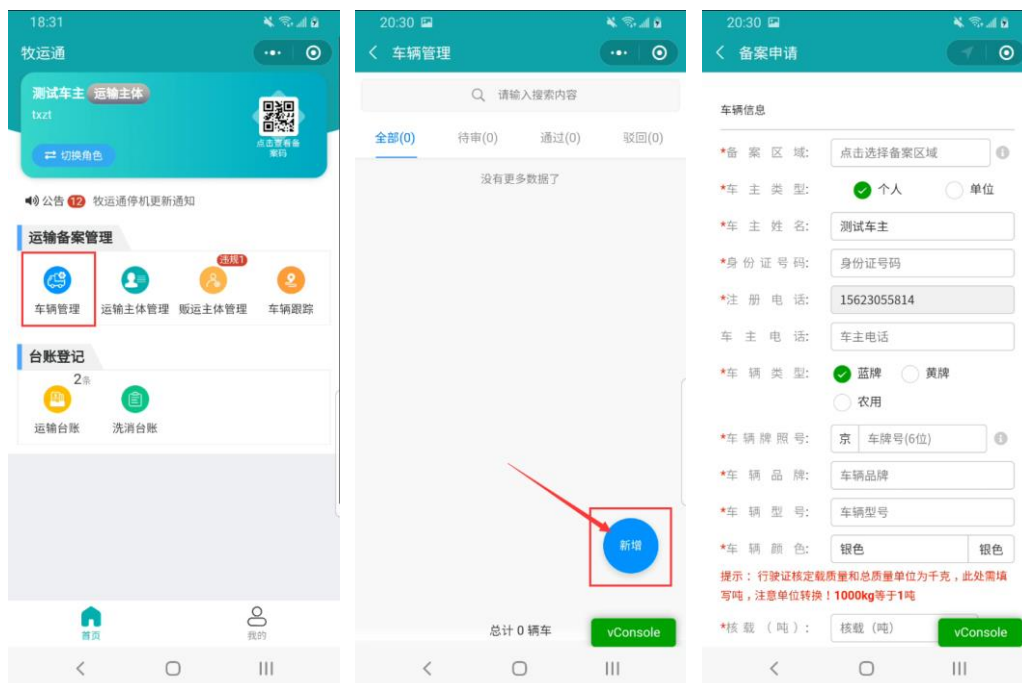 18:31
牧运通
测试车主 运输主体
txzt
切换角色
点击查看备
案码
公告 12 牧运通停机更新通知
运输备案管理
违规1
车辆管理 运输主体管理 贩运主体管理 车辆跟踪
台账登记
2条
运输台账 洗消台账
首页 我的
20:30
车辆管理
请输入搜索内容
全部(0) 待审(0) 通过(0) 驳回(0)
没有更多数据了
新增
总计 0 辆车
vConsole
20:30
备案申请
车辆信息
*备案区域: 点击选择备案区域
*车主类型: 个人 单位
*车主姓名: 测试车主
*身份证号码: 身份证号码
*注册电话: 15623055814
车主电话: 车主电话
*车辆类型: 蓝牌 黄牌
农用
*车辆牌照号: 京 车牌号(6位)
*车辆品牌: 车辆品牌
*车辆型号: 车辆型号
*车辆颜色: 银色 银色
提示：行驶证核定载质量和总质量单位为千克，此处需填
写吨，注意单位转换！1000kg等于1吨
*核载（吨）: 核载（吨）
vConsole